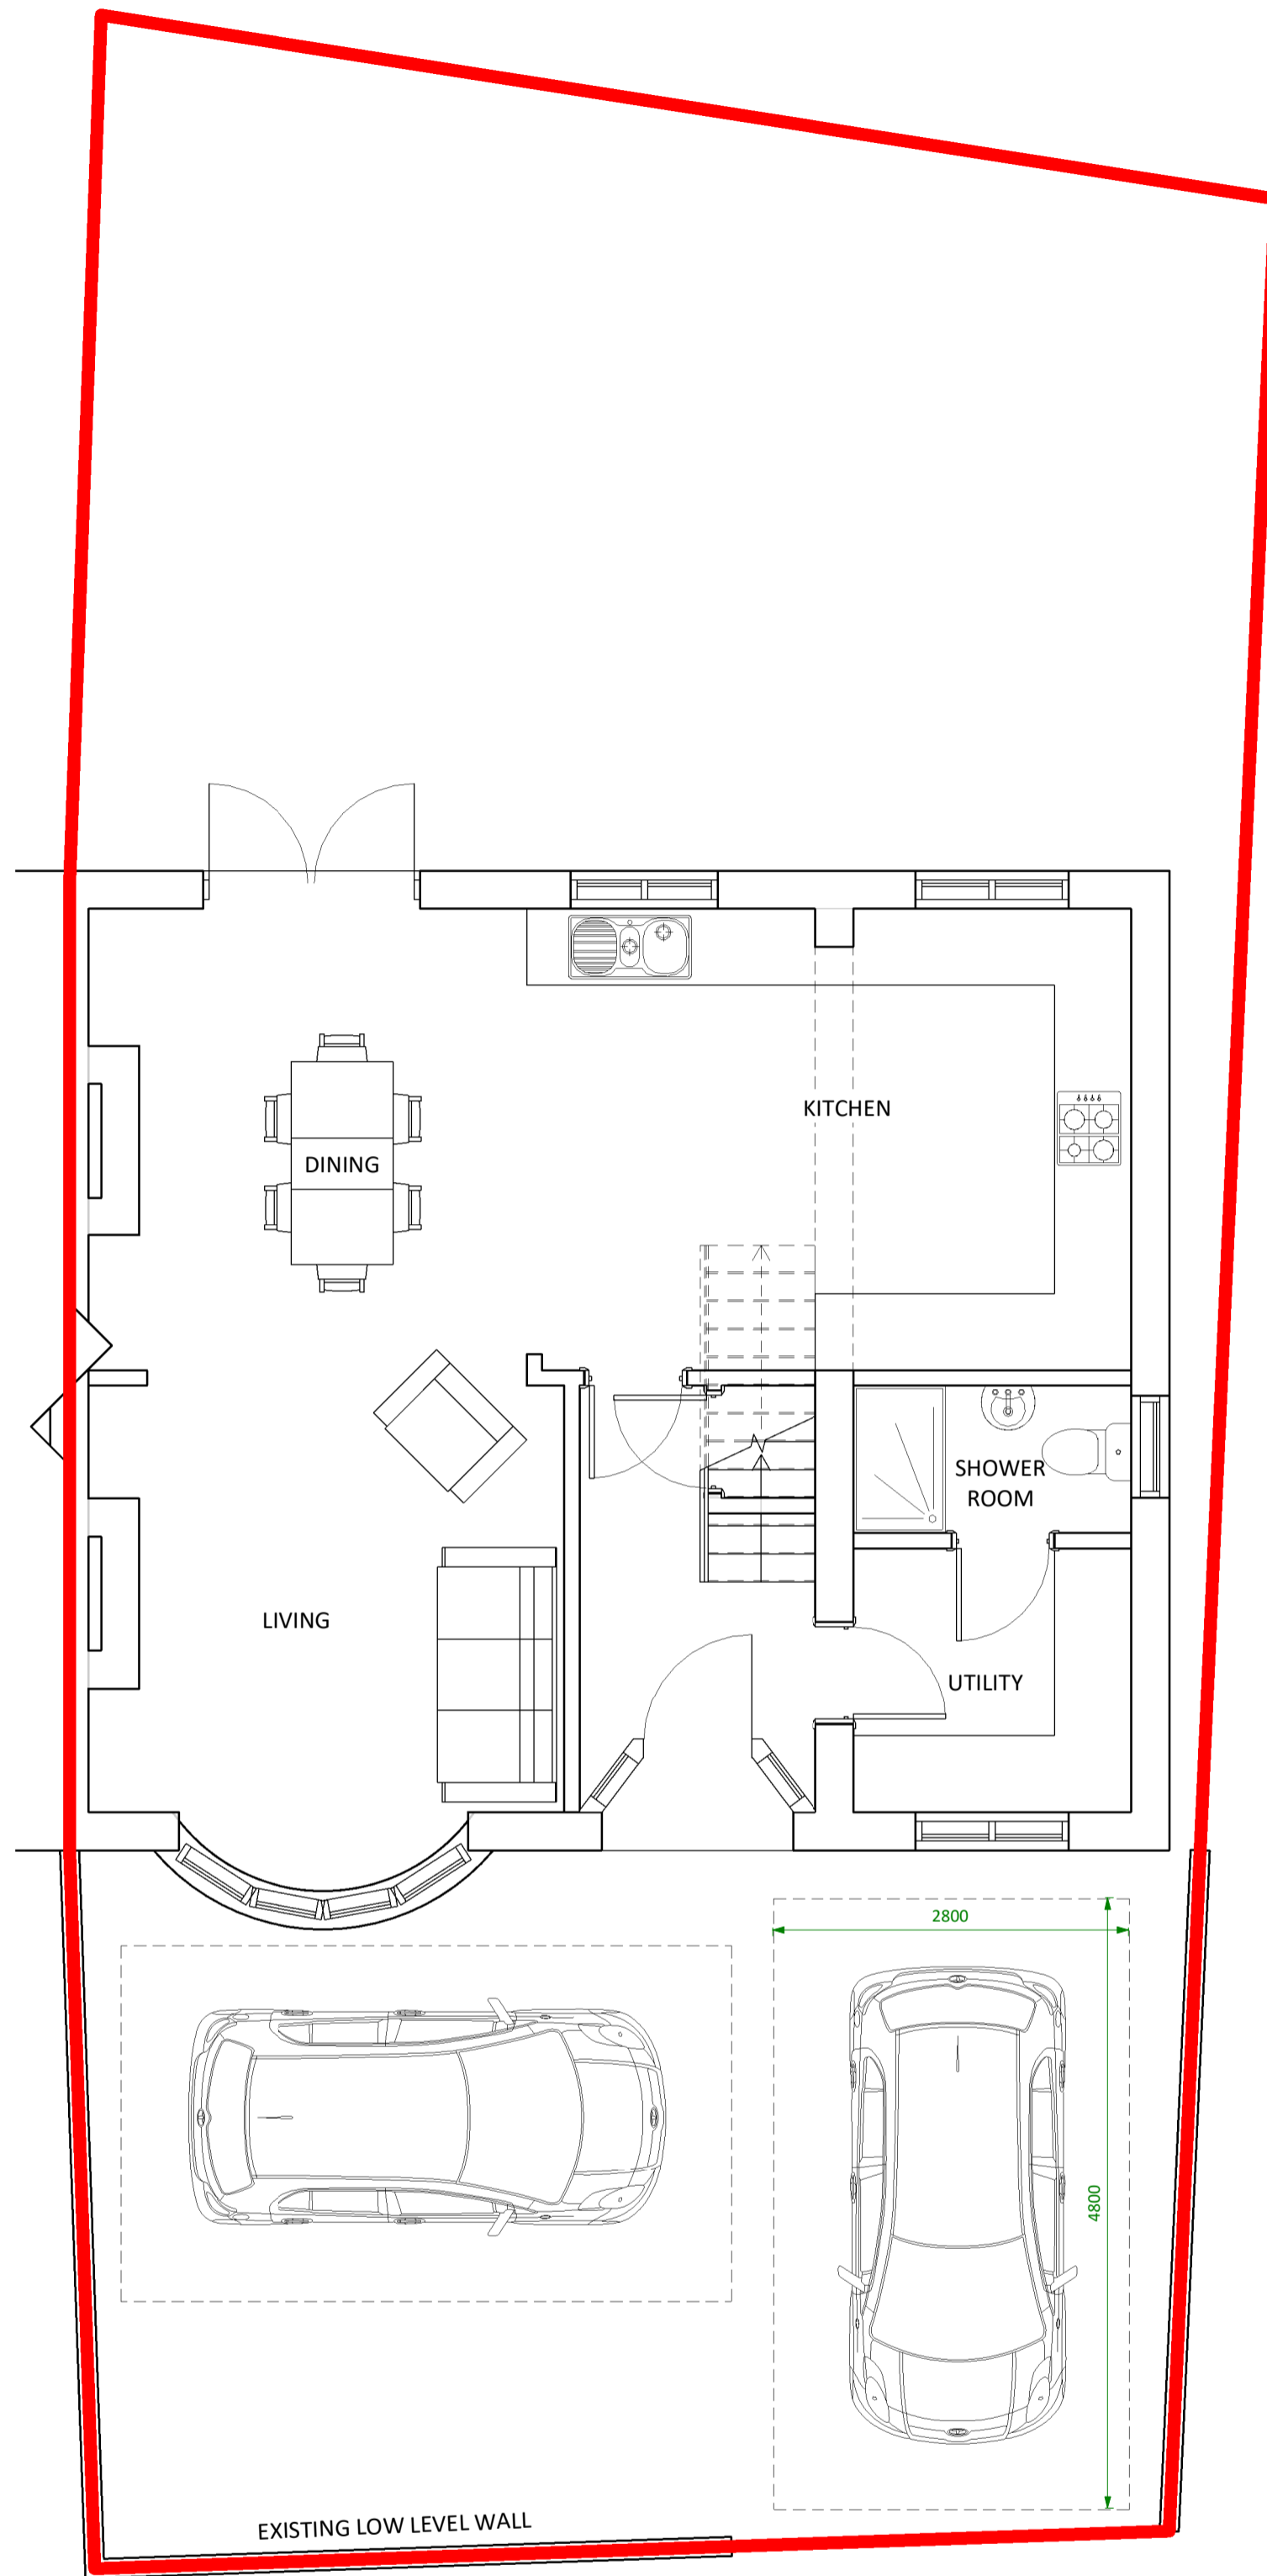 KITCHEN
DINING
SHOWER
ROOM
LIVING
UTILITY
2800
4800
EXISTING LOW LEVEL WALL